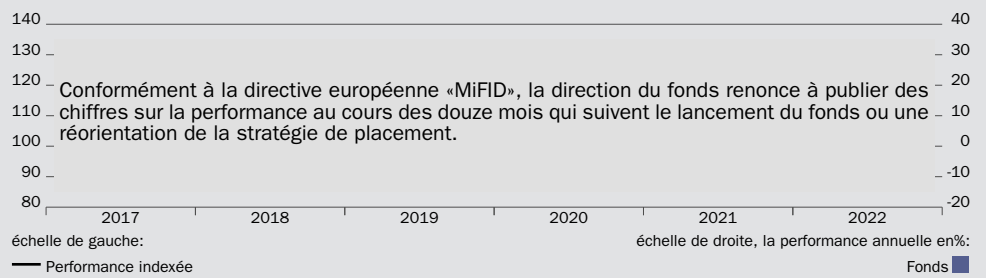 140 40
130 30
120 20
Conformément à la directive européenne «MiFID», la direction du fonds renonce à publier des
110 10
chiffres sur la performance au cours des douze mois qui suivent le lancement du fonds ou une
réorientation de la stratégie de placement.
100 0
90 -10
80 -20
2017 2018 2019 2020 2021 2022
échelle de gauche: échelle de droite, la performance annuelle en%:
Performance indexée Fonds